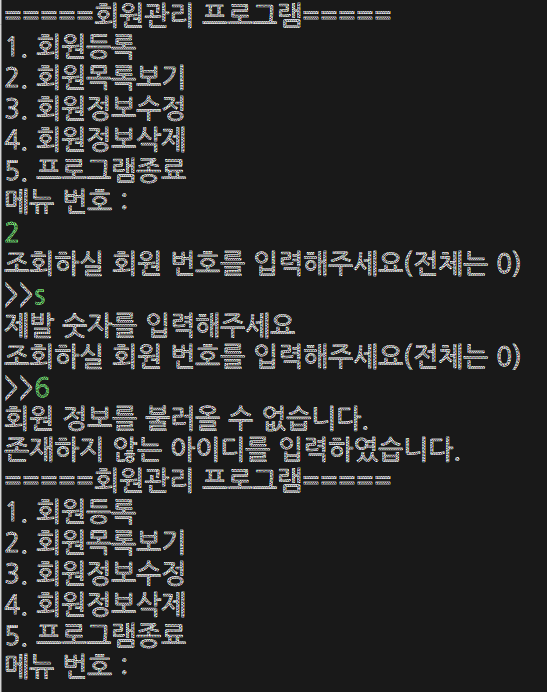 =====회원관리 프로그램=====
1. 회원등록
2. 회원목록보기
3. 회원정보수정
4. 회원정보삭제
5. 프로그램종료
메뉴 번호 :
2
조회하실 회원 번호를 입력해주세요(전체는 0)
>>s
제발 숫자를 입력해주세요
조회하실 회원 번호를 입력해주세요(전체는 0)
>>6
회원 정보를 불러올 수 없습니다.
존재하지 않는 아이디를 입력하였습니다.
=====회원관리 프로그램=====
1. 회원등록
2. 회원목록보기
3. 회원정보수정
4. 회원정보삭제
5. 프로그램종료
메뉴 번호 :